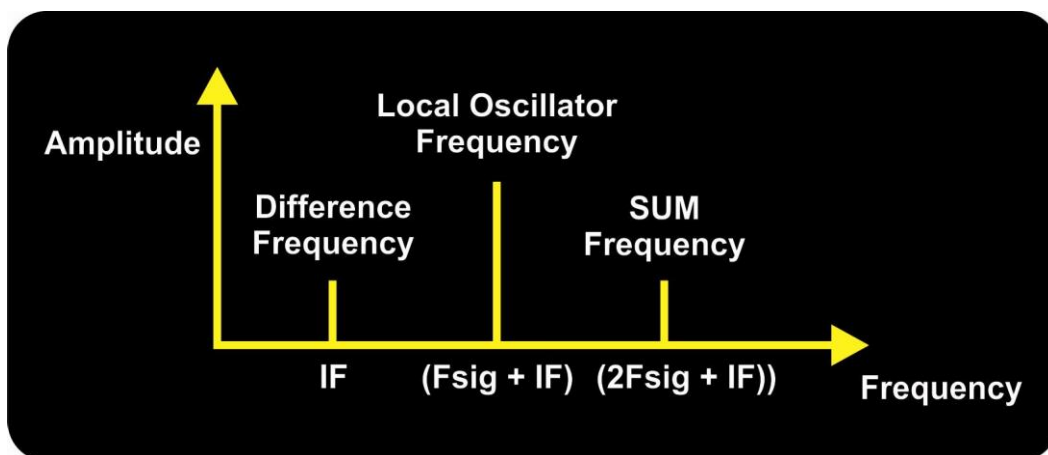 Local Oscillator
Frequency
Amplitude
Difference
Frequency
SUM
Frequency
IF
(Fsig + IF)
(2Fsig + IF))
Frequency